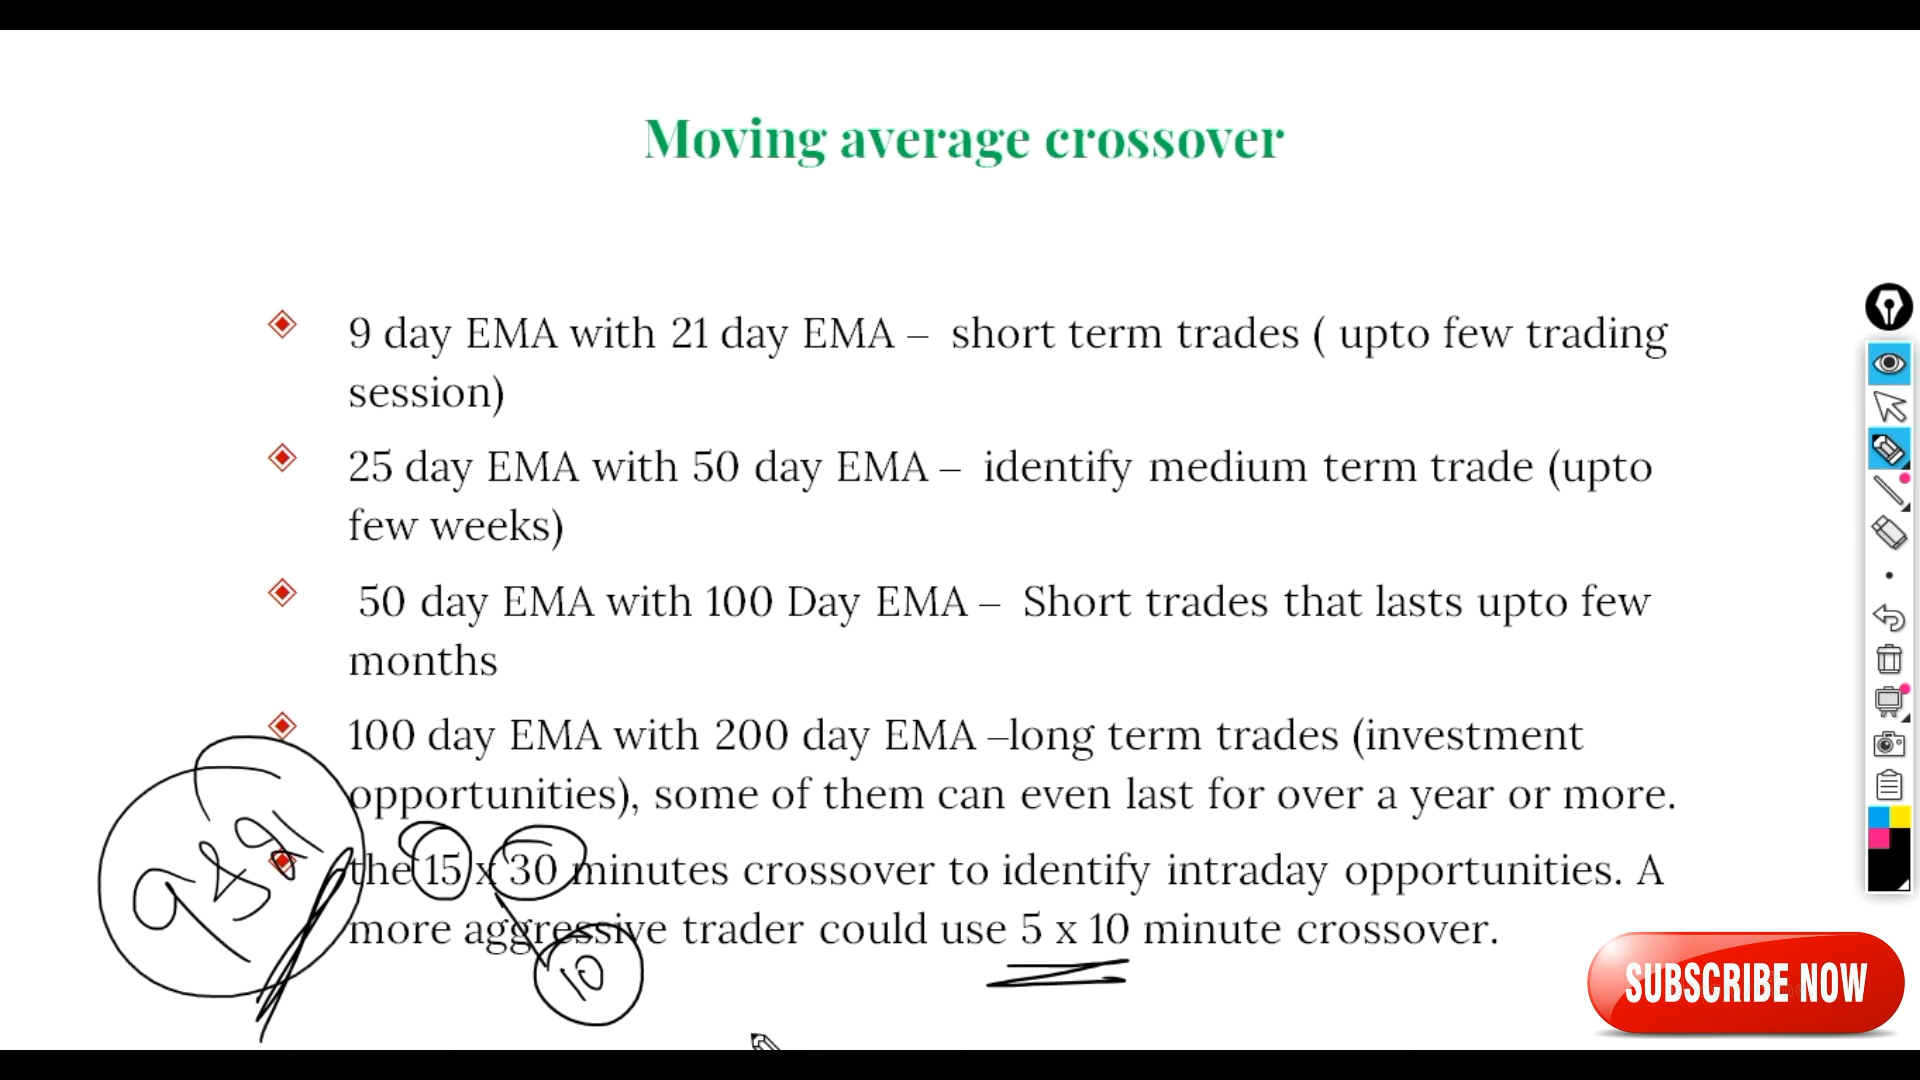 Moving average crossover
9 day EMA with 21 day EMA – short term trades ( upto few trading
session)
25 day EMA with 50 day EMA – identify medium term trade (upto
few weeks)
50 day EMA with 100 Day EMA – Short trades that lasts upto few
months
100 day EMA with 200 day EMA –long term trades (investment
opportunities), some of them can even last for over a year or more.
the 15 x 30 minutes crossover to identify intraday opportunities. A
more aggressive trader could use 5 x 10 minute crossover.
9 & 21
10
SUBSCRIBE NOW